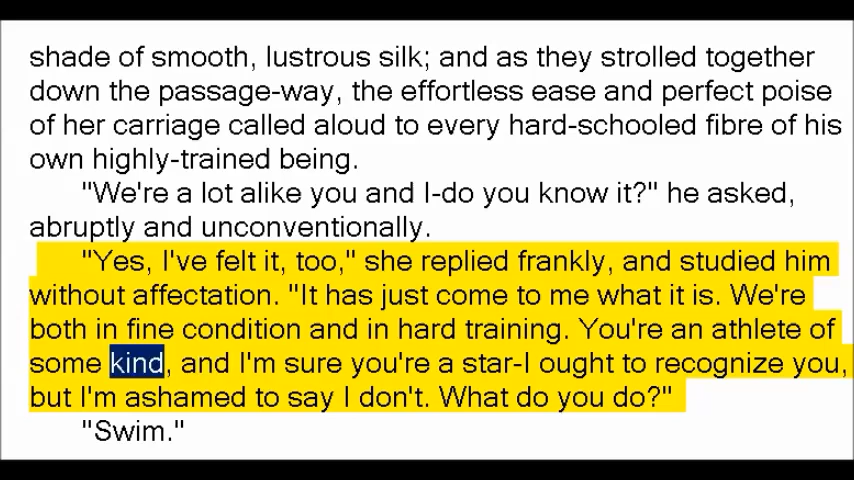 shade of smooth, lustrous silk; and as they strolled together
down the passage-way, the effortless ease and perfect poise
of her carriage called aloud to every hard-schooled fibre of his
own highly-trained being.
"We're a lot alike you and I-do you know it?" he asked,
abruptly and unconventionally.
"Yes, I've felt it, too," she replied frankly, and studied him
without affectation. "It has just come to me what it is. We're
both in fine condition and in hard training. You're an athlete of
some kind, and I'm sure you're a star-I ought to recognize you,
but I'm ashamed to say I don't. What do you do?"
"Swim."